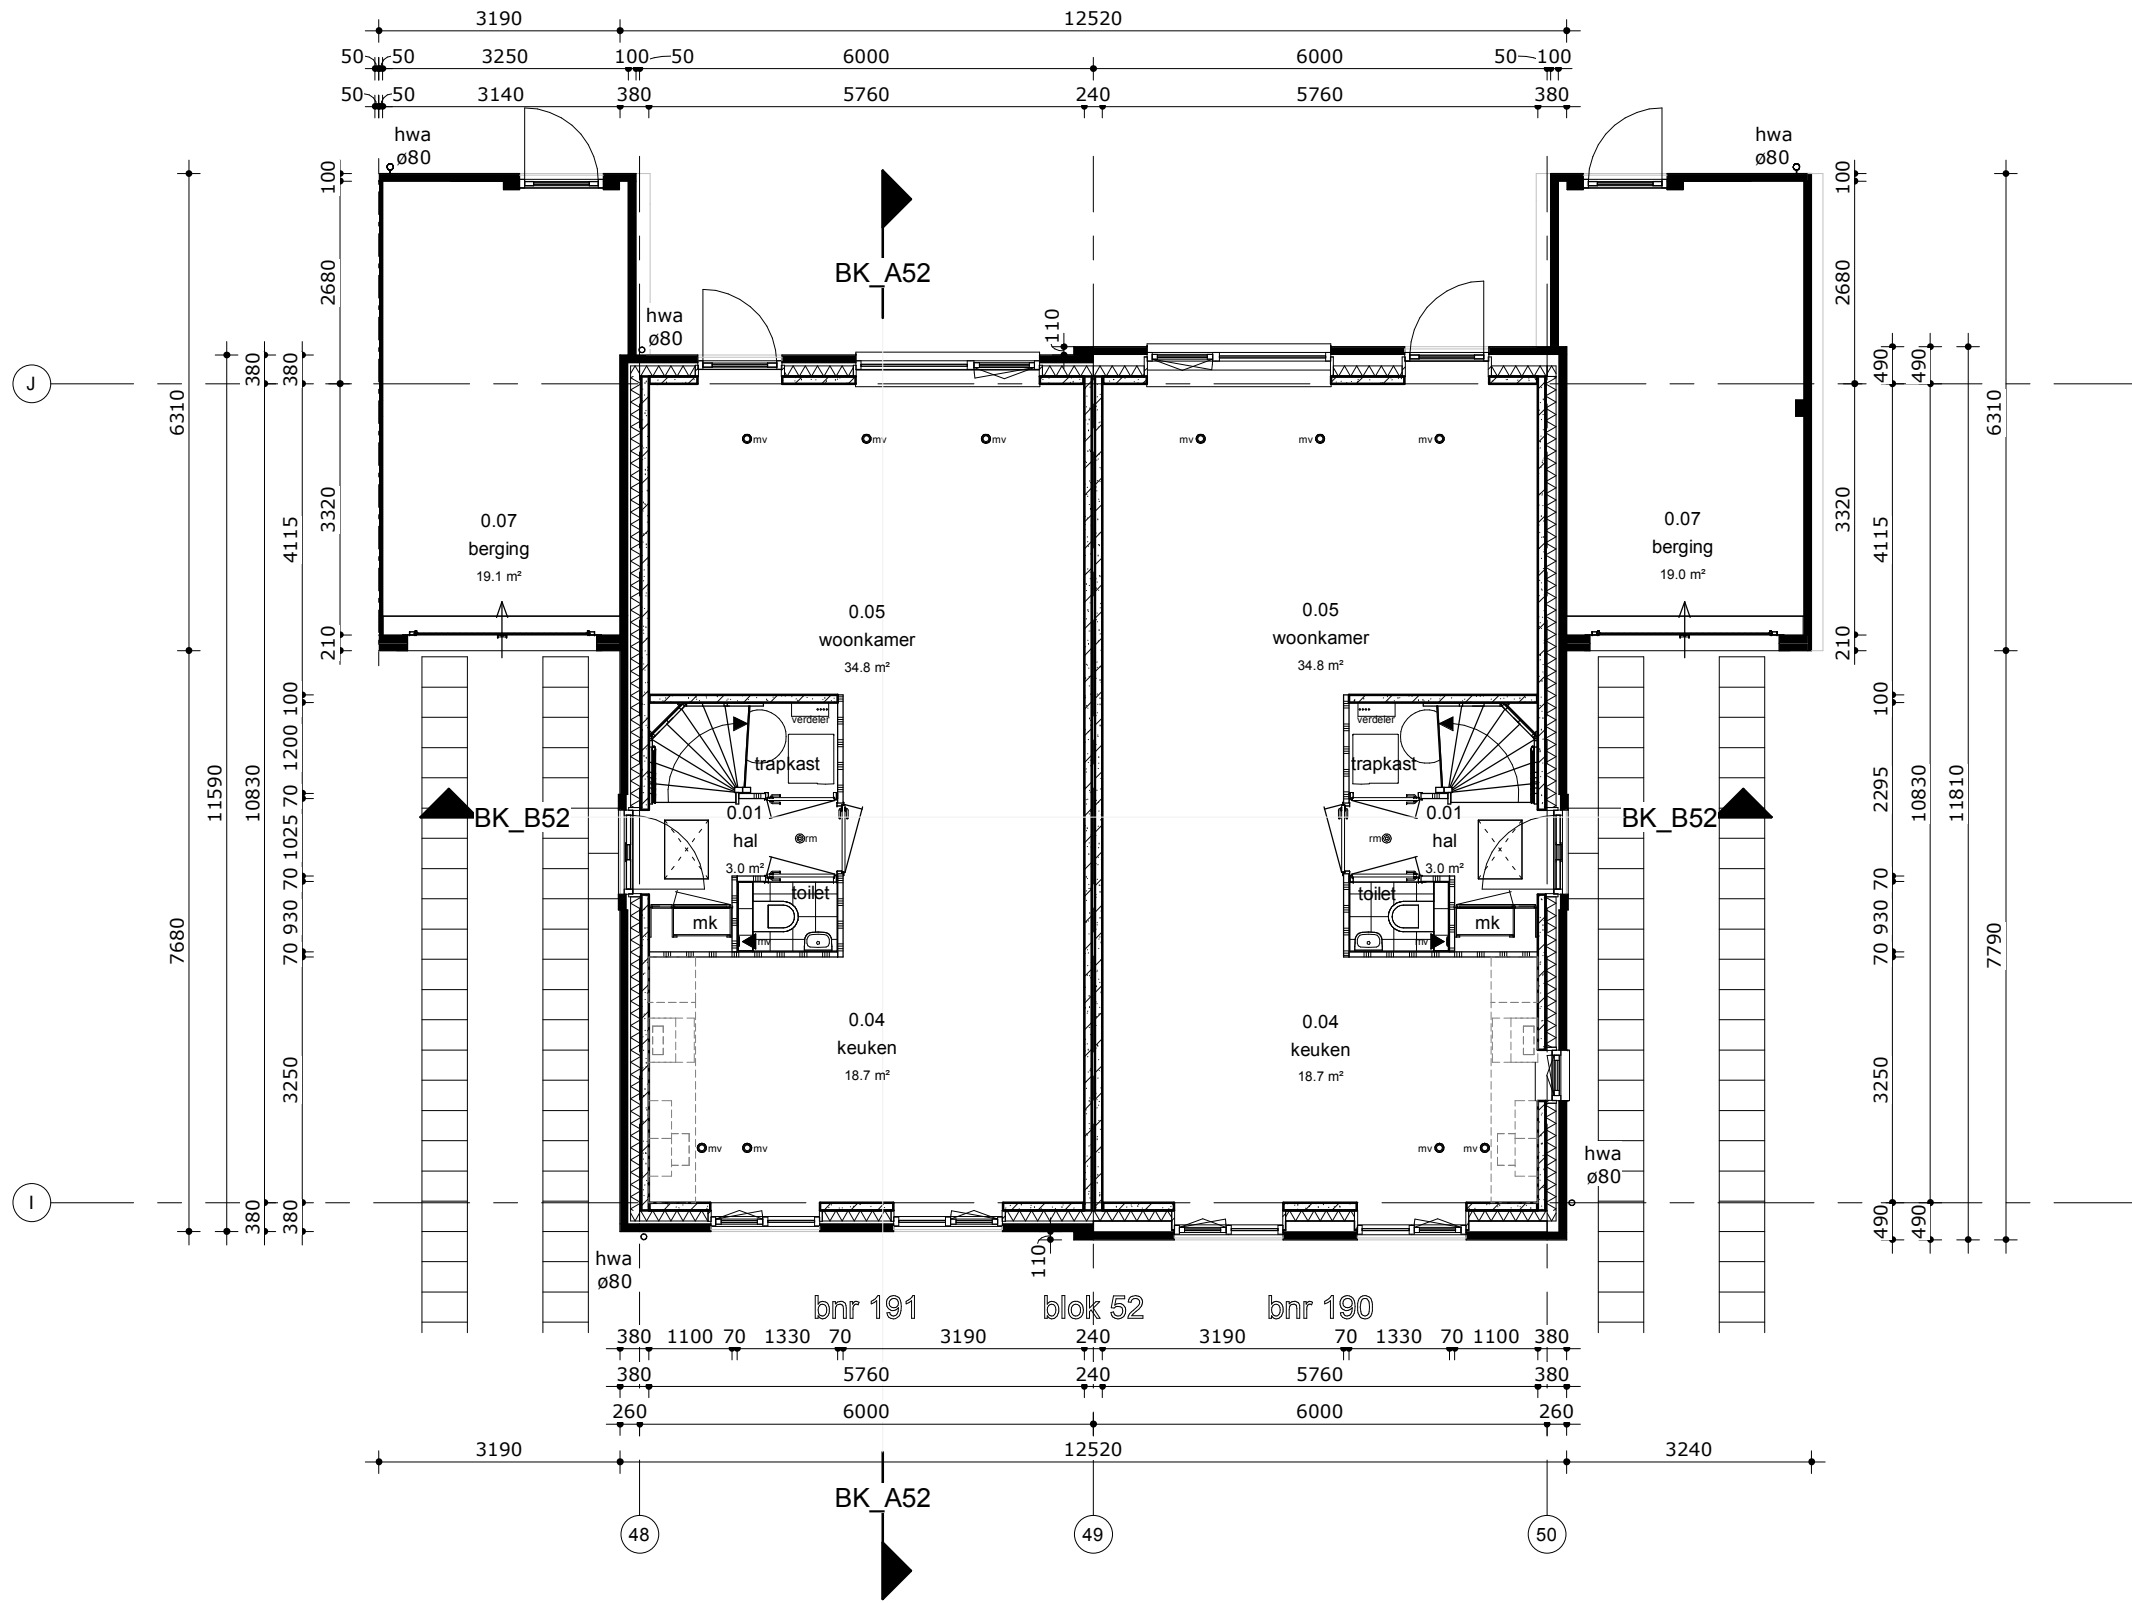 3190 12520
50 50 3250 100 50 6000 6000 50 100
50 50 3140 380 5760 240 5760 380
hwa
ø80
hwa
ø80
100
2680
380
380
6310
3320
4115
210
100
1200
70
1025
70
930
70
11590
10830
7680
3250
380
380
BK_A52
hwa
ø80
110
J
mv mv mv mv mv mv
0.07
berging
19.1 m²
0.07
berging
19.0 m²
0.05
woonkamer
34.8 m²
0.05
woonkamer
34.8 m²
verdeler
trapkast
verdeler
trapkast
BK_B52
0.01
hal
3.0 m²
rm
toilet
mk
mv
rm
0.01
hal
3.0 m²
toilet
mk
mv
BK_B52
0.04
keuken
18.7 m²
0.04
keuken
18.7 m²
mv mv mv mv
hwa
ø80
I
hwa
ø80
110
100
2680
490
490
6310
3320
4115
210
100
2295
70
930
70
10830
11810
7790
3250
490
490
bnr 191 blok 52 bnr 190
380 1100 70 1330 70 3190 240 3190 70 1330 70 1100 380
380 5760 240 5760 380
260 6000 6000 260
3190 12520 3240
BK_A52
48 49 50